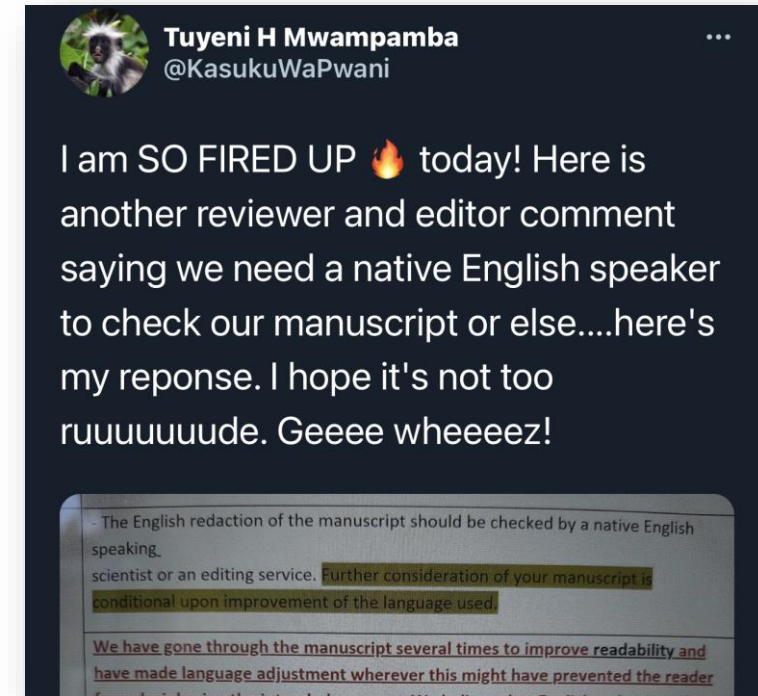 Tuyeni H Mwampamba
@KasukuWaPwani
I am SO FIRED UP 🔥 today! Here is
another reviewer and editor comment
saying we need a native English speaker
to check our manuscript or else....here's
my reponse. I hope it's not too
ruuuuuuude. Geeee wheeeez!
- The English redaction of the manuscript should be checked by a native English
speaking
scientist or an editing service. Further consideration of your manuscript is
conditional upon improvement of the language used.
We have gone through the manuscript several times to improve readability and
have made language adjustment wherever this might have prevented the reader